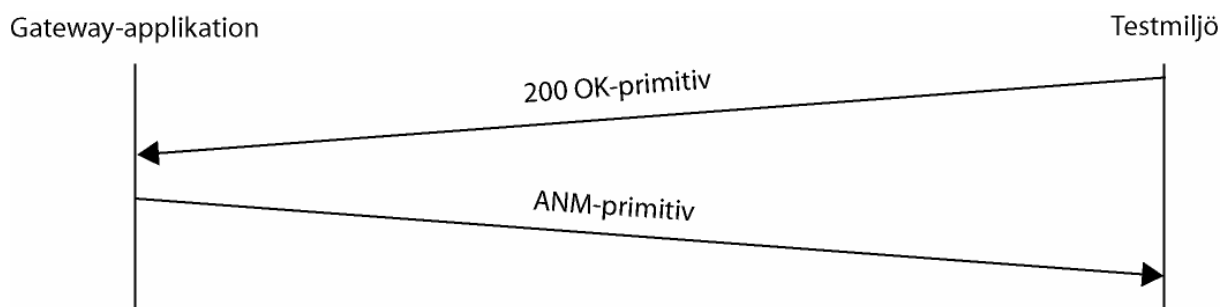 Gateway-applikation
Testmiljö
200 OK-primitiv
ANM-primitiv